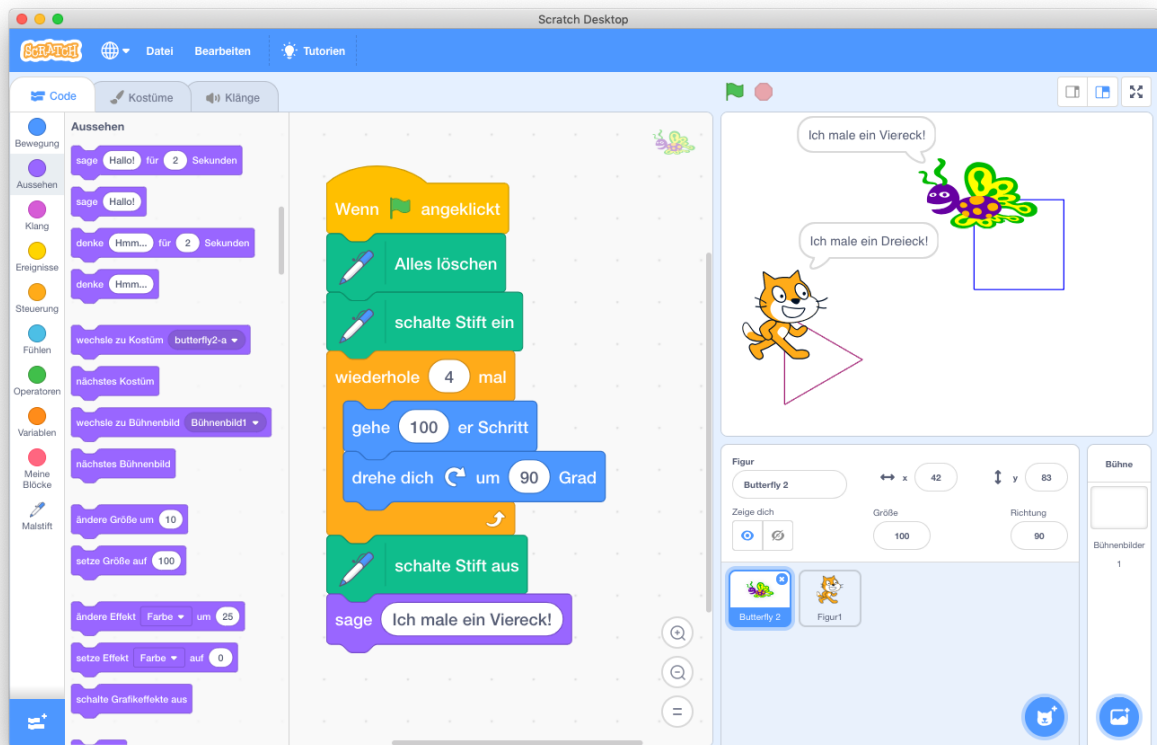 Scratch Desktop
SCRATCH
Datei
Bearbeiten
Tutorien
Code
Kostüme
Klänge
Bewegung
Aussehen
Klang
Ereignisse
Steuerung
Fühlen
Operatoren
Variablen
Meine
Blöcke
Malstift
Aussehen
sage Hallo! für 2 Sekunden
sage Hallo!
denke Hmm... für 2 Sekunden
denke Hmm...
wechsle zu Kostüm butterfly2-a
nächstes Kostüm
wechsle zu Bühnenbild Bühnenbild1
nächstes Bühnenbild
ändere Größe um 10
setze Größe auf 100
ändere Effekt Farbe um 25
setze Effekt Farbe auf 0
schalte Grafikeffekte aus
Wenn angeklickt
Alles löschen
schalte Stift ein
wiederhole 4 mal
gehe 100 er Schritt
drehe dich um 90 Grad
schalte Stift aus
sage Ich male ein Viereck!
Ich male ein Viereck!
Ich male ein Dreieck!
Figur
Butterfly 2
x 42
y 83
Zeige dich
Größe
100
Richtung
90
Butterfly 2
Figur1
Bühne
Bühnenbilder
1